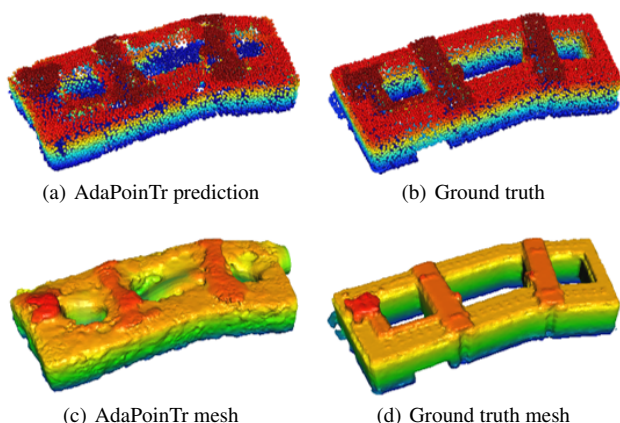 (a) AdaPoinTr prediction
(b) Ground truth
(c) AdaPoinTr mesh
(d) Ground truth mesh